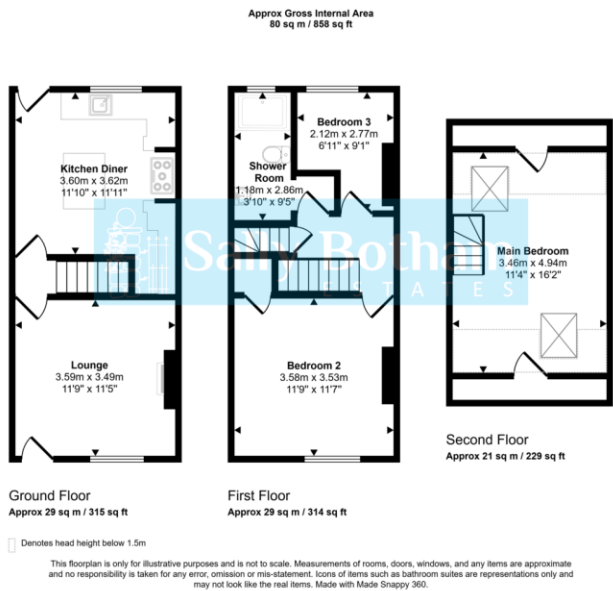 Approx Gross Internal Area
80 sq m / 858 sq ft
Kitchen Diner
3.60m x 3.62m
11'10" x 11'11"
Lounge
3.59m x 3.49m
11'9" x 11'5"
Ground Floor
Approx 29 sq m / 315 sq ft
Bedroom 3
2.12m x 2.77m
6'11" x 9'1"
Shower
Room
1.18m x 2.86m
3'10" x 9'5"
Bedroom 2
3.58m x 3.53m
11'9" x 11'7"
First Floor
Approx 29 sq m / 314 sq ft
Main Bedroom
3.46m x 4.94m
11'4" x 16'2"
Second Floor
Approx 21 sq m / 229 sq ft
Sally Botham
ESTATES
Denotes head height below 1.5m
This floorplan is only for illustrative purposes and is not to scale. Measurements of rooms, doors, windows, and any items are approximate
and no responsibility is taken for any error, omission or mis-statement. Icons of items such as bathroom suites are representations only and
may not look like the real items. Made with Made Snappy 360.